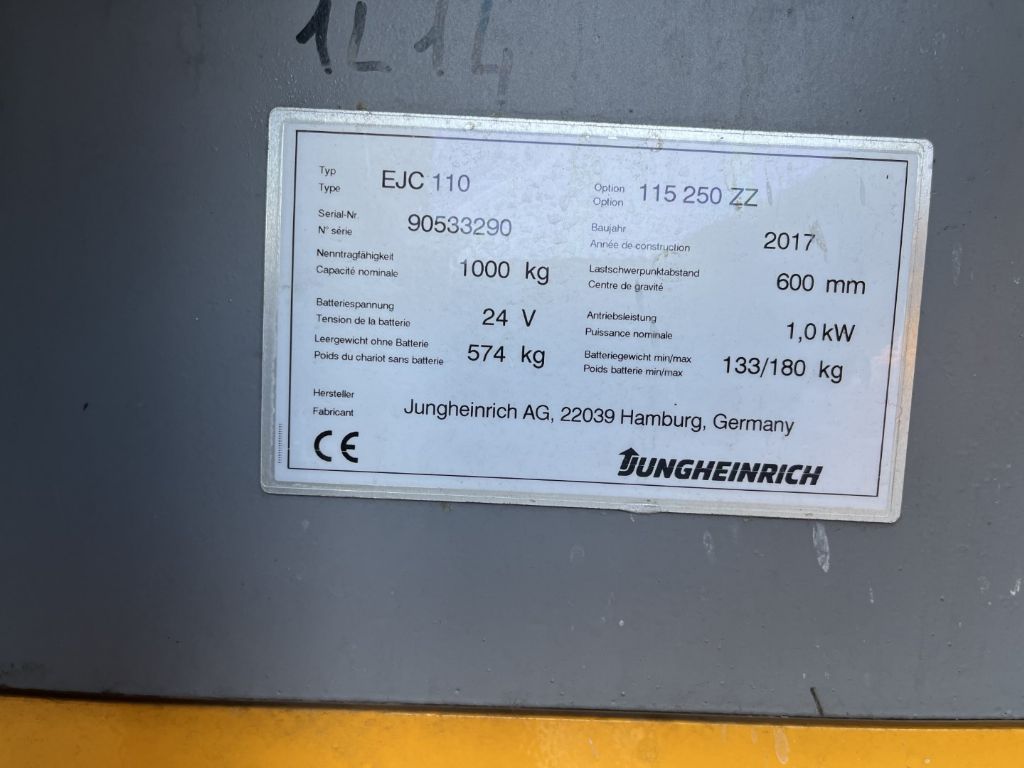 1L14
Typ
Type
EJC 110
Option
Option
115 250 ZZ
Serial-Nr.
N° série
90533290
Baujahr
Année de construction
2017
Nenntragfähigkeit
Capacité nominale
1000 kg
Lastschwerpunktabstand
Centre de gravité
600 mm
Batteriespannung
Tension de la batterie
24 V
Antriebsleistung
Puissance nominale
1,0 kW
Leergewicht ohne Batterie
Poids du chariot sans batterie
574 kg
Batteriegewicht min/max
Poids batterie min/max
133/180 kg
Hersteller
Fabricant
Jungheinrich AG, 22039 Hamburg, Germany
CE
JUNGHEINRICH